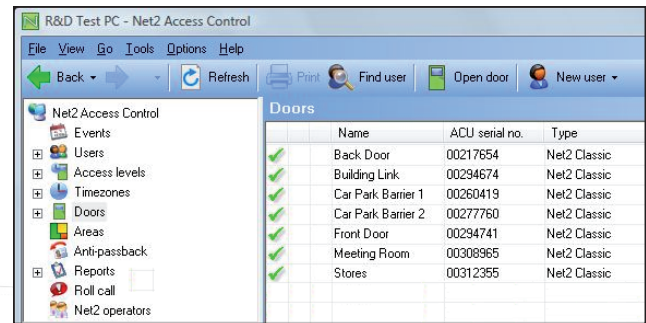 R&D Test PC - Net2 Access Control
File View Go Tools Options Help
Back Refresh Print Find user Open door New user
Net2 Access Control
Events
Users
Access levels
Timezones
Doors
Areas
Anti-passback
Reports
Roll call
Net2 operators
Doors
Name ACU serial no. Type
Back Door 00217654 Net2 Classic
Building Link 00294674 Net2 Classic
Car Park Barrier 1 00260419 Net2 Classic
Car Park Barrier 2 00277760 Net2 Classic
Front Door 00294741 Net2 Classic
Meeting Room 00308965 Net2 Classic
Stores 00312355 Net2 Classic